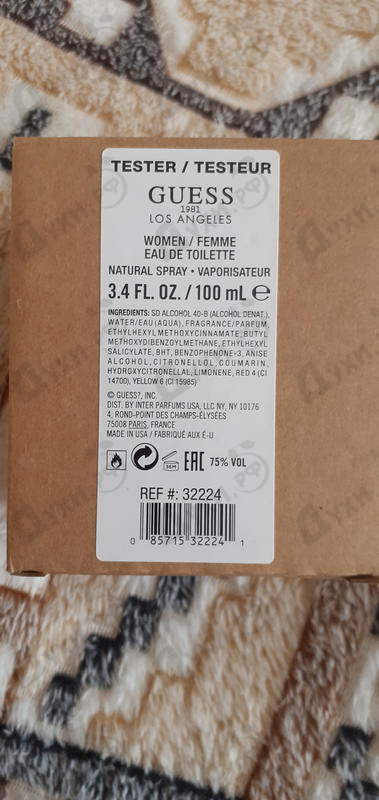 TESTER / TESTEUR
GUESS
1981
LOS ANGELES
WOMEN / FEMME
EAU DE TOILETTE
NATURAL SPRAY • VAPORISATEUR
3.4 FL. OZ. / 100 mL ℮
INGREDIENTS: SD ALCOHOL 40-B (ALCOHOL DENAT.),
WATER/EAU (AQUA), FRAGRANCE/PARFUM,
ETHYLHEXYL METHOXYCINNAMATE, BUTYL
METHOXYDIBENZOYLMETHANE, ETHYLHEXYL
SALICYLATE, BHT, BENZOPHENONE-3, ANISE
ALCOHOL, CITRONELLOL, COUMARIN,
HYDROXYCITRONELLAL, LIMONENE, RED 4 (CI
14700), YELLOW 6 (CI 15985)
© GUESS?, INC.
DIST. BY INTER PARFUMS USA, LLC NY, NY 10176
4, ROND-POINT DES CHAMPS-ÉLYSÉES
75008 PARIS, FRANCE
MADE IN USA / FABRIQUÉ AUX É-U
36M EAC 75% VOL
REF #: 32224
0 85715 32224 1
духи.рф